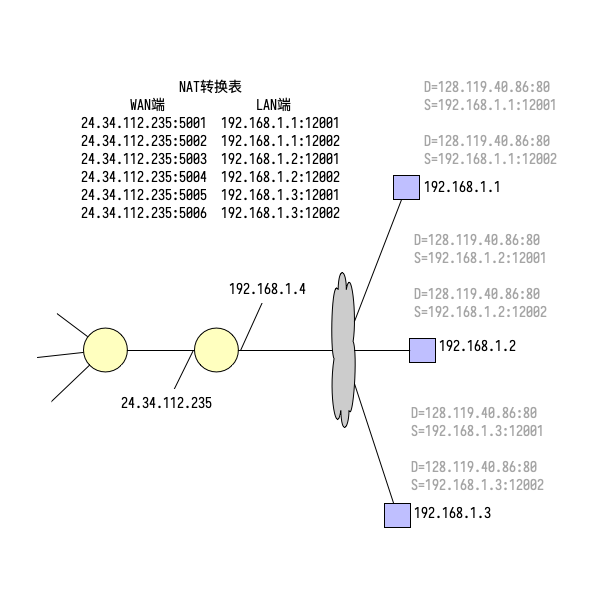 NAT转换表
WAN端 LAN端
24.34.112.235:5001 192.168.1.1:12001
24.34.112.235:5002 192.168.1.1:12002
24.34.112.235:5003 192.168.1.2:12001
24.34.112.235:5004 192.168.1.2:12002
24.34.112.235:5005 192.168.1.3:12001
24.34.112.235:5006 192.168.1.3:12002
D=128.119.40.86:80
S=192.168.1.1:12001
D=128.119.40.86:80
S=192.168.1.1:12002
192.168.1.1
D=128.119.40.86:80
S=192.168.1.2:12001
D=128.119.40.86:80
S=192.168.1.2:12002
192.168.1.4
192.168.1.2
24.34.112.235
D=128.119.40.86:80
S=192.168.1.3:12001
D=128.119.40.86:80
S=192.168.1.3:12002
192.168.1.3